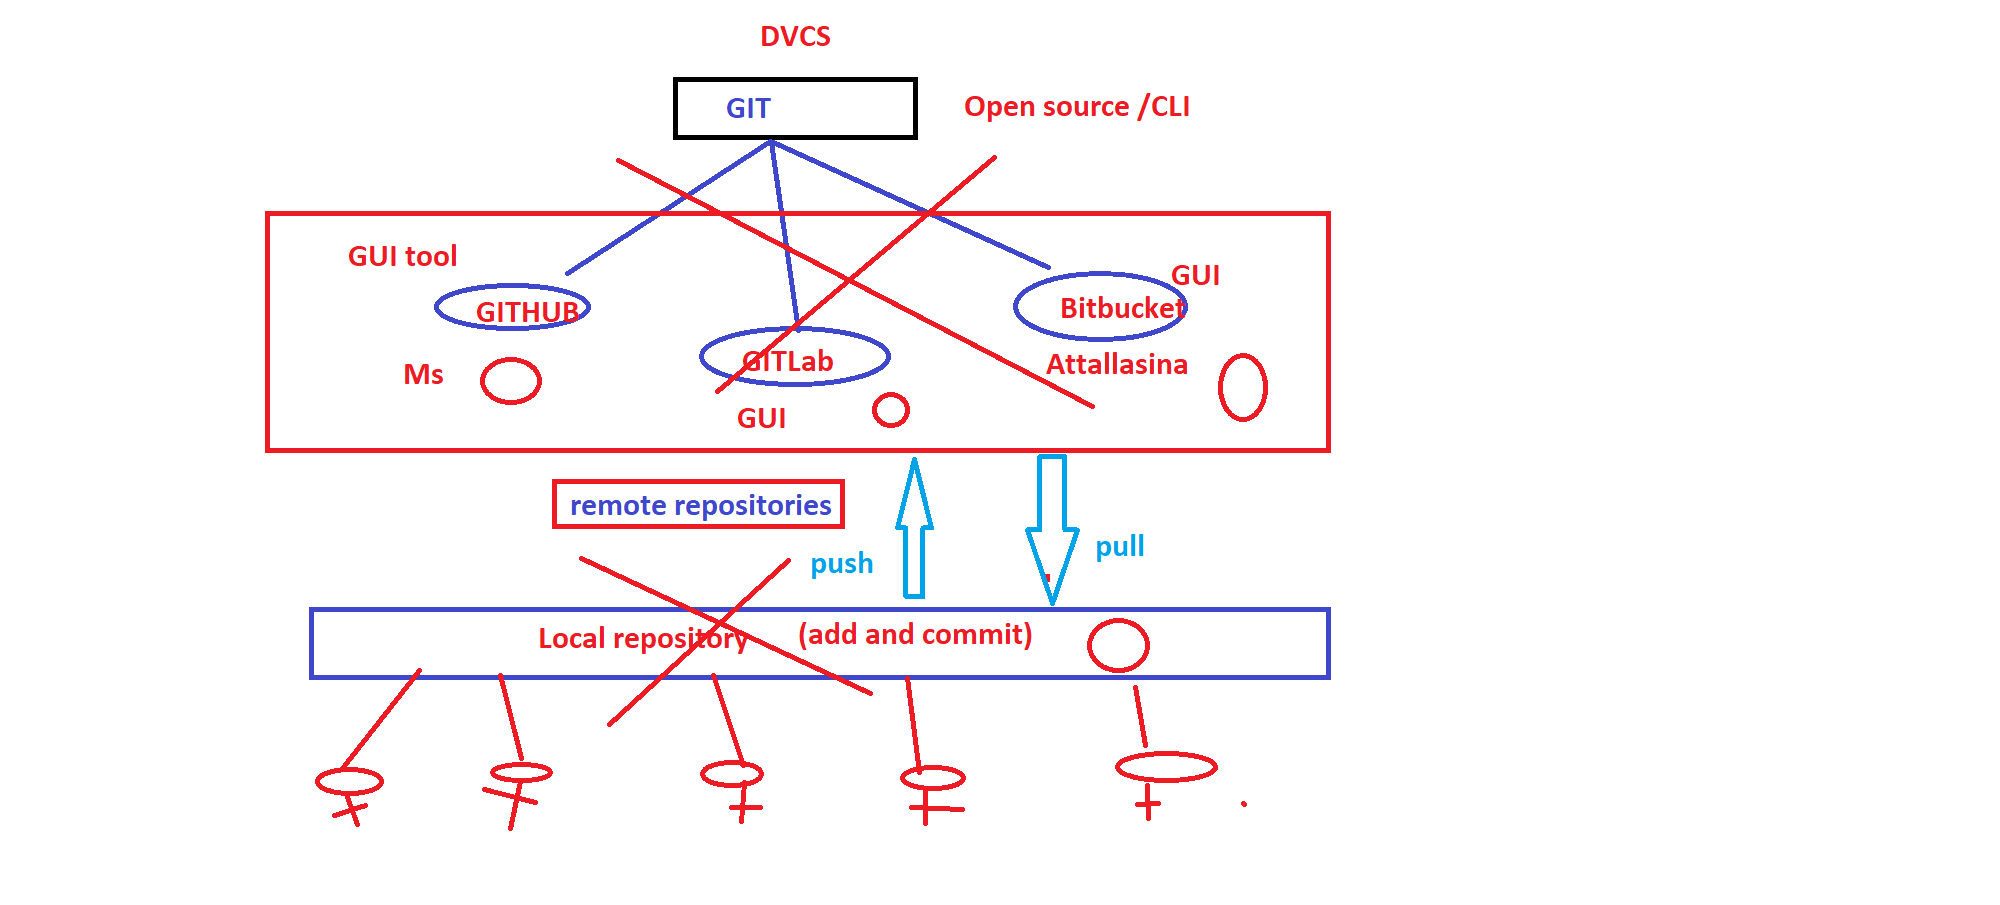 DVCS
GIT
Open source /CLI
GUI tool
GUI
GITHUB
Bitbucket
GITLab
Attallasina
Ms
GUI
remote repositories
push
pull
Local repository
(add and commit)